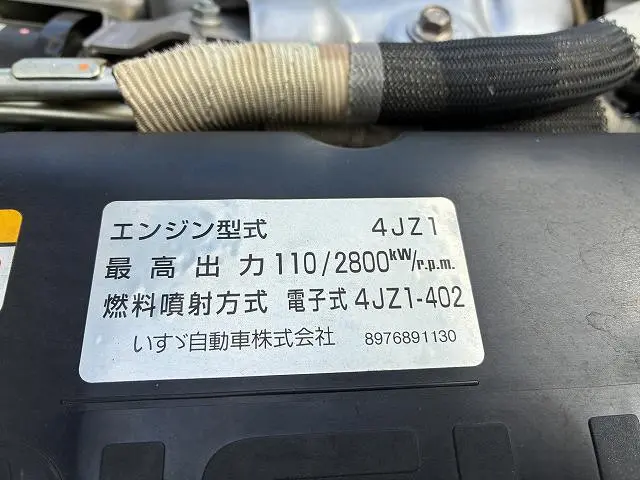 エンジン型式 4JZ1
最高出力 110/2800kW/r.p.m.
燃料噴射方式 電子式 4JZ1-402
いすゞ自動車株式会社 8976891130